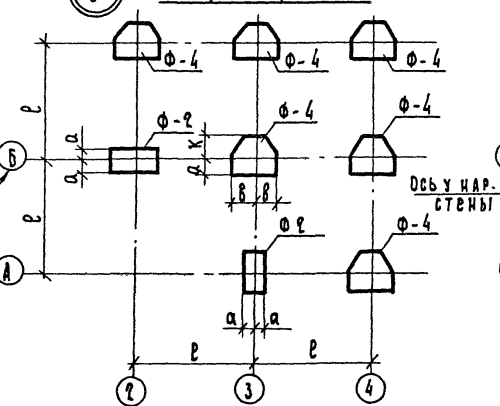 Ф-4 Ф-4 Ф-4
Ф-2 Ф-4 Ф-4
l
а
К
Б
а
а
в в
Ось у нар.
стены
l
Ф2 Ф-4
А
а а
l l
2 3 4